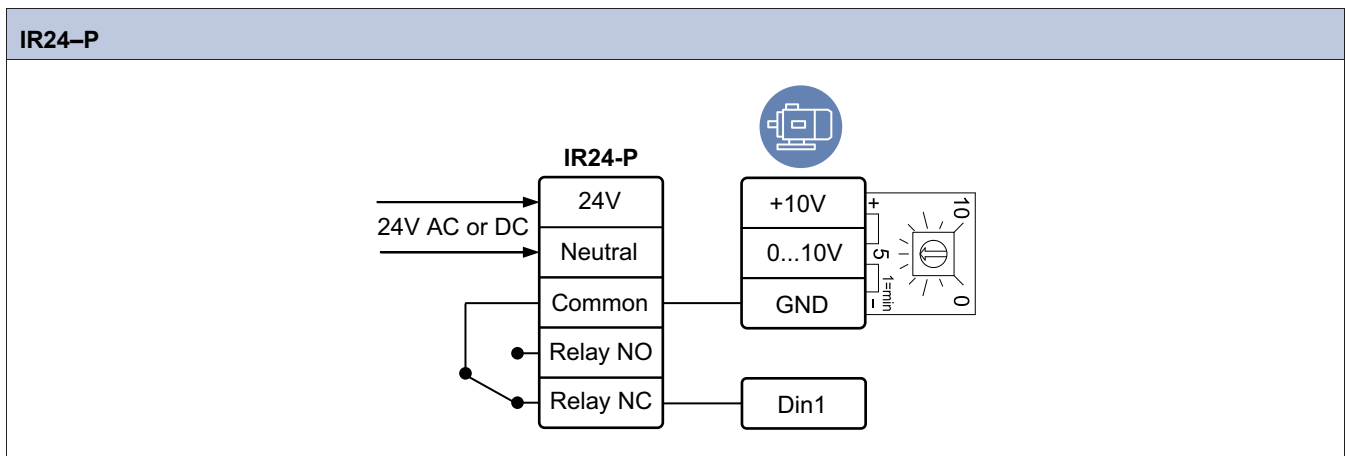 IR24–P
IR24-P
24V AC or DC
24V
Neutral
Common
Relay NO
Relay NC
+10V
0...10V
GND
Din1
+
-
10
5
1=min
0